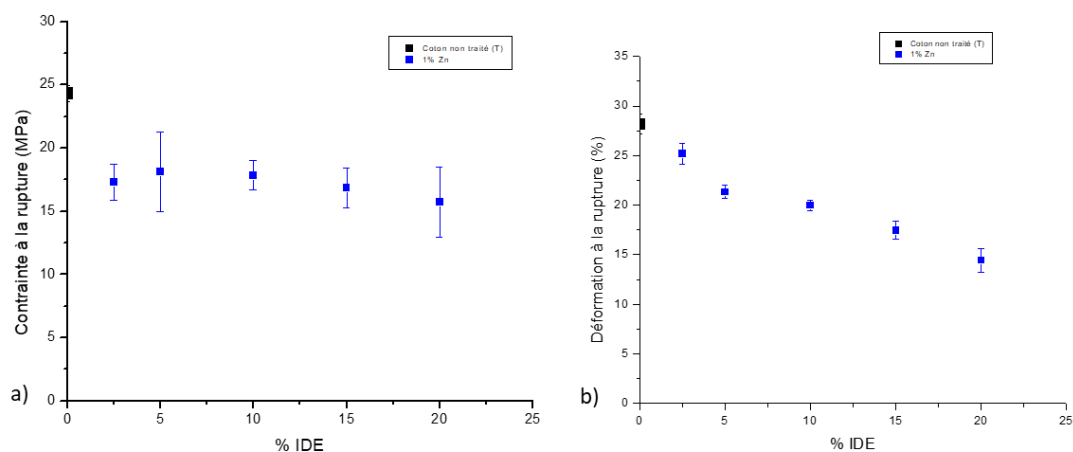 a)
Contrainte à la rupture (MPa)
30
25
20
15
10
5
0
Coton non traité (T)
1% Zn
0 5 10 15 20 25
% IDE
b)
Déformation à la ruptrure (%)
35
30
25
20
15
10
5
0
Coton non traité (T)
1% Zn
0 5 10 15 20 25
% IDE